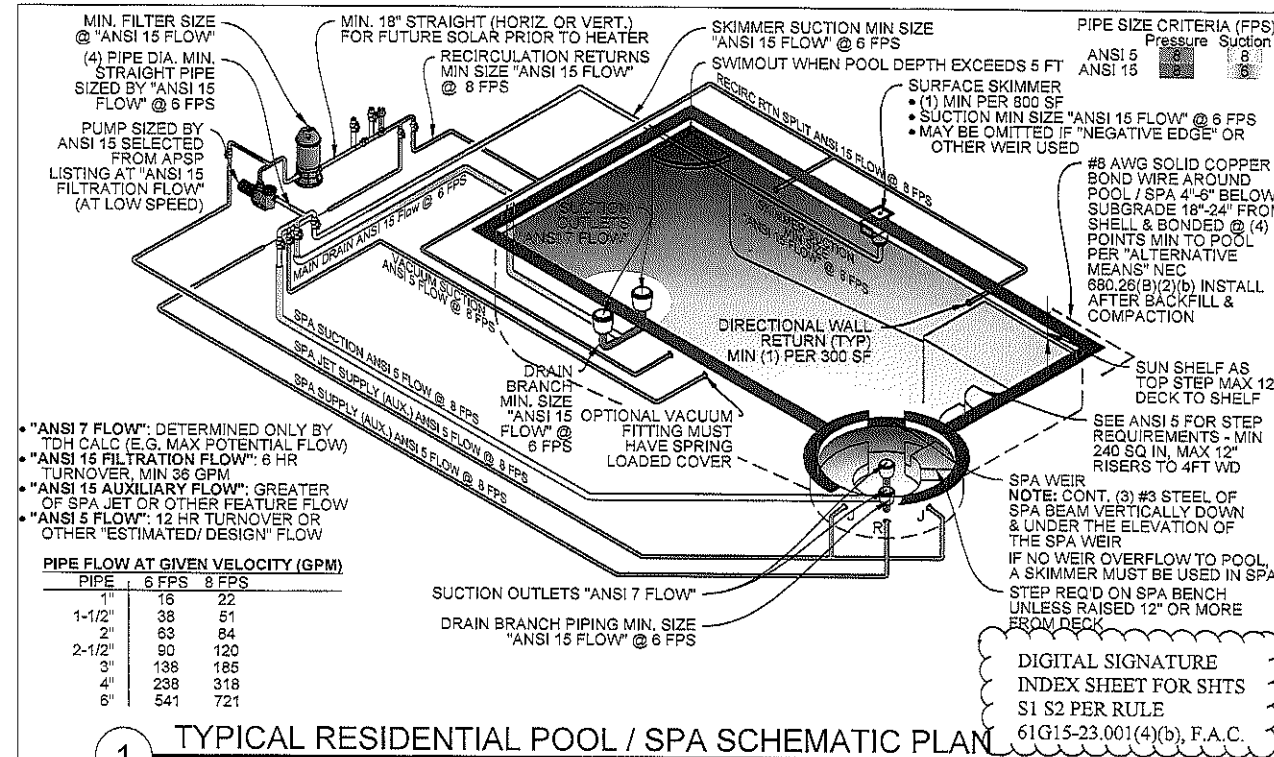 MIN. FILTER SIZE
@ "ANSI 15 FLOW"
(4) PIPE DIA. MIN.
STRAIGHT PIPE
SIZED BY "ANSI 15
FLOW" @ 6 FPS
PUMP SIZED BY
ANSI 15 SELECTED
FROM APSP
LISTING AT "ANSI 15
FILTRATION FLOW"
(AT LOW SPEED)
MIN. 18" STRAIGHT (HORIZ. OR VERT.)
FOR FUTURE SOLAR PRIOR TO HEATER
RECIRCULATION RETURNS
MIN SIZE "ANSI 15 FLOW"
@ 8 FPS
SKIMMER SUCTION MIN SIZE
"ANSI 15 FLOW" @ 6 FPS
SWIMOUT WHEN POOL DEPTH EXCEEDS 5 FT
SURFACE SKIMMER
• (1) MIN PER 800 SF
• SUCTION MIN SIZE "ANSI 15 FLOW" @ 6 FPS
• MAY BE OMITTED IF "NEGATIVE EDGE" OR
OTHER WEIR USED
PIPE SIZE CRITERIA (FPS)
Pressure Suction
ANSI 5 8 8
ANSI 15 8 6
#8 AWG SOLID COPPER
BOND WIRE AROUND
POOL / SPA 4"-6" BELOW
SUBGRADE 18"-24" FROM
SHELL & BONDED @ (4)
POINTS MIN TO POOL
PER "ALTERNATIVE
MEANS" NEC
680.26(B)(2)(b) INSTALL
AFTER BACKFILL &
COMPACTION
RECIRC RTN SPLIT ANSI 15 FLOW @ 8 FPS
SUCTION
OUTLETS
"ANSI 7 FLOW"
"ANSI 15 FLOW" @ 6 FPS
MAIN DRAIN ANSI 15 Flow @ 6 FPS
VACUUM SUCTION
ANSI 5 FLOW @ 8 FPS
SPA SUCTION ANSI 5 FLOW @ 8 FPS
SPA JET SUPPLY (AUX.) ANSI 5 FLOW @ 8 FPS
SPA SUPPLY (AUX.) ANSI 5 FLOW @ 8 FPS
DRAIN
BRANCH
MIN. SIZE
"ANSI 15
FLOW" @
6 FPS
OPTIONAL VACUUM
FITTING MUST
HAVE SPRING
LOADED COVER
DIRECTIONAL WALL
RETURN (TYP)
MIN (1) PER 300 SF
SUN SHELF AS
TOP STEP MAX 12"
DECK TO SHELF
SEE ANSI 5 FOR STEP
REQUIREMENTS - MIN
240 SQ IN, MAX 12"
RISERS TO 4FT WD
SPA WEIR
NOTE: CONT. (3) #3 STEEL OF
SPA BEAM VERTICALLY DOWN
& UNDER THE ELEVATION OF
THE SPA WEIR
IF NO WEIR OVERFLOW TO POOL,
A SKIMMER MUST BE USED IN SPA
STEP REQ'D ON SPA BENCH
UNLESS RAISED 12" OR MORE
FROM DECK
J R J
SUCTION OUTLETS "ANSI 7 FLOW"
DRAIN BRANCH PIPING MIN. SIZE
"ANSI 15 FLOW" @ 6 FPS
• "ANSI 7 FLOW": DETERMINED ONLY BY
TDH CALC (E.G. MAX POTENTIAL FLOW)
• "ANSI 15 FILTRATION FLOW": 6 HR
TURNOVER, MIN 36 GPM
• "ANSI 15 AUXILIARY FLOW": GREATER
OF SPA JET OR OTHER FEATURE FLOW
• "ANSI 5 FLOW": 12 HR TURNOVER OR
OTHER "ESTIMATED/ DESIGN" FLOW
PIPE FLOW AT GIVEN VELOCITY (GPM)
PIPE 6 FPS 8 FPS
1" 16 22
1-1/2" 38 51
2" 63 84
2-1/2" 90 120
3" 138 185
4" 238 318
6" 541 721
DIGITAL SIGNATURE
INDEX SHEET FOR SHTS
S1 S2 PER RULE
61G15-23.001(4)(b), F.A.C.
1 TYPICAL RESIDENTIAL POOL / SPA SCHEMATIC PLAN